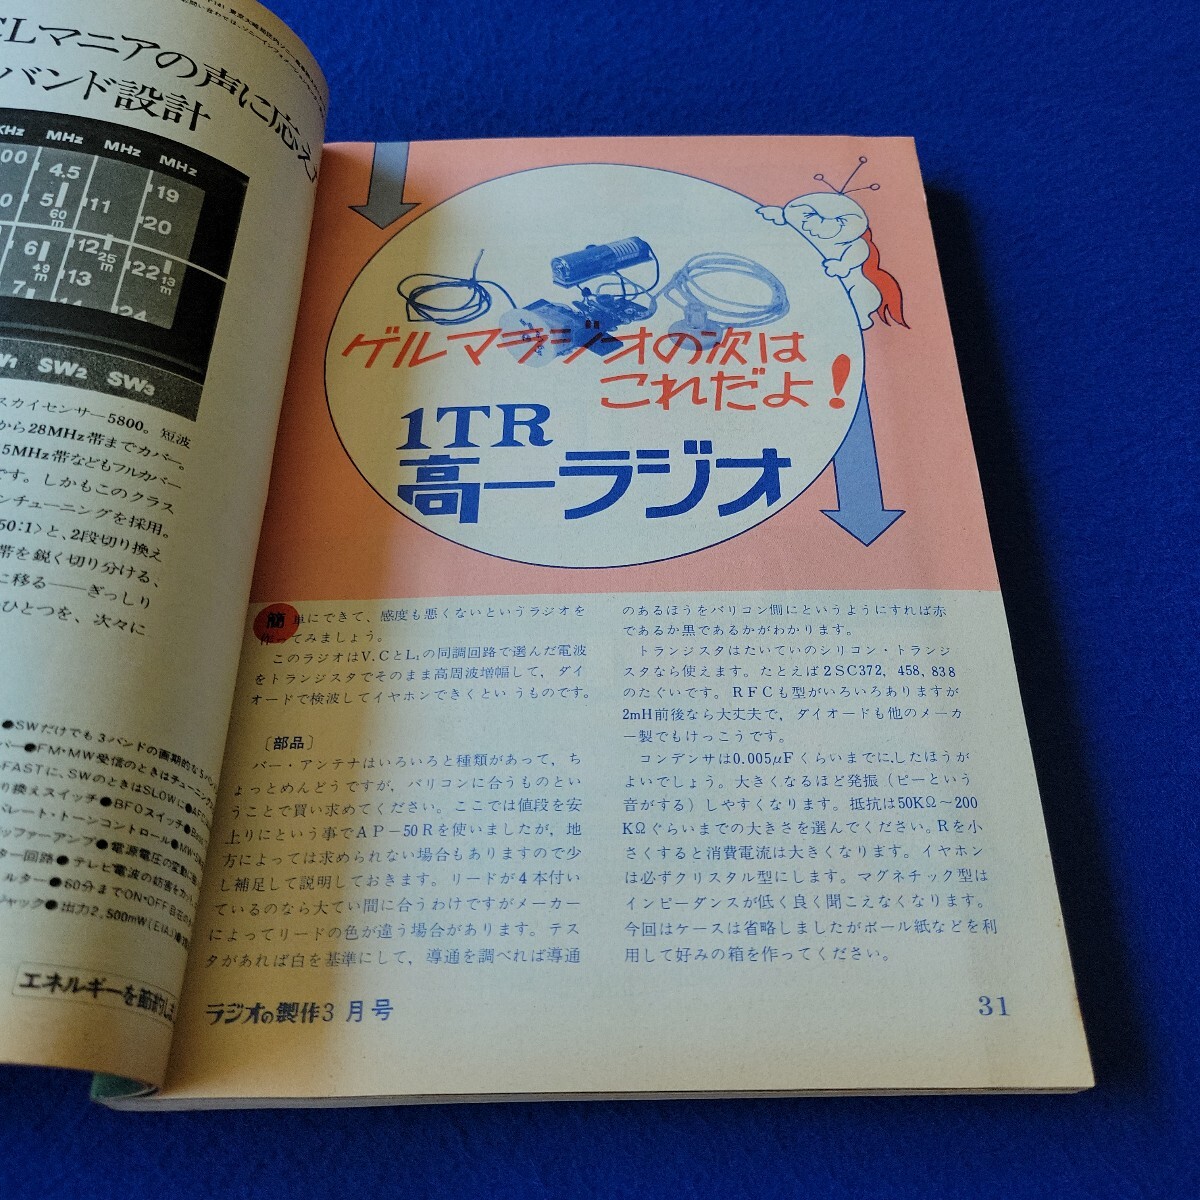 CLマニアの声に応え
バンド設計
KHz MHz MHz MHz
4.5
5
60
m
11
19
20
6
49
m
12
25
m
13
22
13
m
7
24
SW2 SW3
スカイセンサー5800。短波
から28MHz帯までカバー。
5MHz帯などもフルカバー
です。しかもこのクラス
ンチューニングを採用。
50:1〉と、2段切り換え
帯を鋭く切り分ける、
に移る——ぎっしり
ひとつを、次々に
●SWだけでも3バンドの画期的な5バン
バー●FM・MW受信のときはチューニング
FASTに、SWのときはSLOWに
り換えスイッチ●BFOスイッチ
パレート・トーンコントロール●MW・SW
ッファーアンプ●電源電圧の変動に
ター回路●テレビ電波の妨害をカット
ルター●60分までON・OFF自在の
ジャック●出力2,500mW(EIAJ)
エネルギーを節約しま
ゲルマラジオの次は
これだよ!
1TR
高一ラジオ
簡単にできて、感度も悪くないというラジオを
作ってみましょう。
このラジオはV.CとL₁の同調回路で選んだ電波
をトランジスタでそのまま高周波増幅して、ダイ
オードで検波してイヤホンできくというものです。
〔部品〕
バー・アンテナはいろいろと種類があって、ち
ょっとめんどうですが、バリコンに合うものとい
うことで買い求めてください。ここでは値段を安
上りにという事でAP−50Rを使いましたが、地
方によっては求められない場合もありますので少
し補足して説明しておきます。リードが4本付い
ているのなら大てい間に合うわけですがメーカー
によってリードの色が違う場合があります。テス
タがあれば白を基準にして、導通を調べれば導通
のあるほうをバリコン側にというようにすれば赤
であるか黒であるかがわかります。
トランジスタはたいていのシリコン・トランジ
スタなら使えます。たとえば2SC372, 458, 838
のたぐいです。RFCも型がいろいろありますが
2mH前後なら大丈夫で、ダイオードも他のメーカ
ー製でもけっこうです。
コンデンサは0.005μFくらいまでに.したほうが
よいでしょう。大きくなるほど発振（ピーという
音がする）しやすくなります。抵抗は50KΩ～200
KΩぐらいまでの大きさを選んでください。Rを小
さくすると消費電流は大きくなります。イヤホン
は必ずクリスタル型にします。マグネチック型は
インピーダンスが低く良く聞こえなくなります。
今回はケースは省略しましたがボール紙などを利
用して好みの箱を作ってください。
ラジオの製作3月号
31